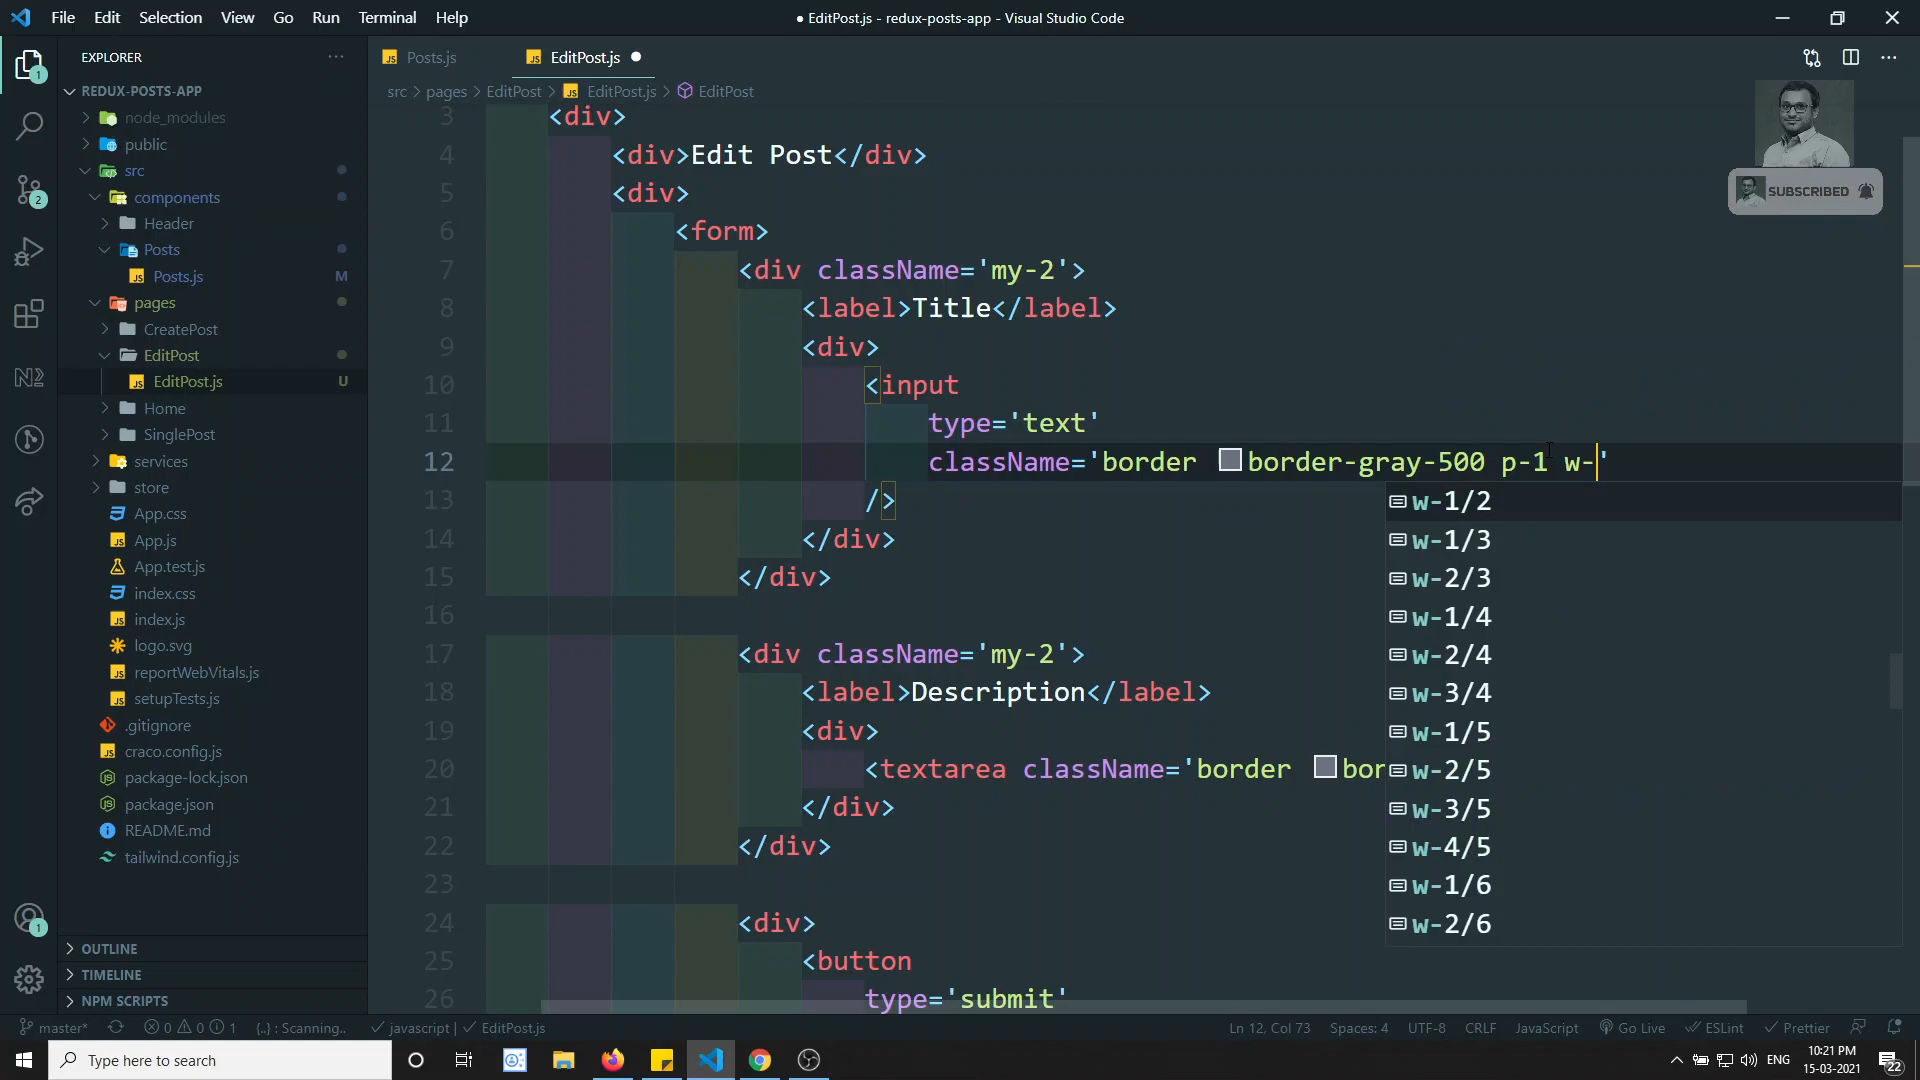 File Edit Selection View Go Run Terminal Help
● EditPost.js - redux-posts-app - Visual Studio Code
EXPLORER
REDUX-POSTS-APP
node_modules
public
src
components
Header
Posts
Posts.js M
pages
CreatePost
EditPost
EditPost.js U
Home
SinglePost
services
store
App.css
App.js
App.test.js
index.css
index.js
logo.svg
reportWebVitals.js
setupTests.js
.gitignore
craco.config.js
package-lock.json
package.json
README.md
tailwind.config.js
OUTLINE
TIMELINE
NPM SCRIPTS
1
2
1
Posts.js
EditPost.js ●
src > pages > EditPost > EditPost.js > EditPost
SUBSCRIBED
3 <div>
4 <div>Edit Post</div>
5 <div>
6 <form>
7 <div className='my-2'>
8 <label>Title</label>
9 <div>
10 <input
11 type='text'
12 className='border border-gray-500 p-1 w-'
13 />
14 </div>
15 </div>
16
17 <div className='my-2'>
18 <label>Description</label>
19 <div>
20 <textarea className='border bor
21 </div>
22 </div>
23
24 <div>
25 <button
26 type='submit'
w-1/2
w-1/3
w-2/3
w-1/4
w-2/4
w-3/4
w-1/5
w-2/5
w-3/5
w-4/5
w-1/6
w-2/6
master* 0 0 1 {..} : Scanning.. javascript | EditPost.js
Ln 12, Col 73 Spaces: 4 UTF-8 CRLF JavaScript Go Live ESLint Prettier
Type here to search
ENG
10:21 PM
15-03-2021
22